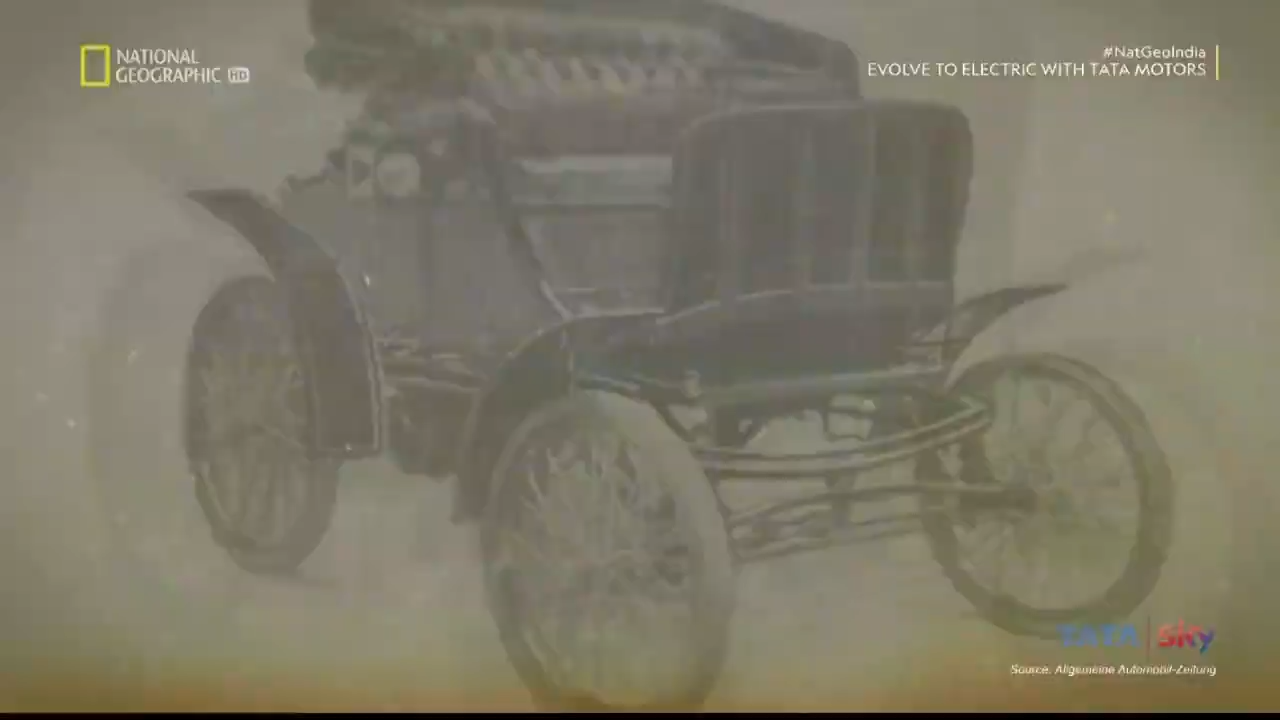 NATIONAL
GEOGRAPHIC HD
#NatGeoIndia
EVOLVE TO ELECTRIC WITH TATA MOTORS
TATA sky
Source: Allgemeine Automobil-Zeitung